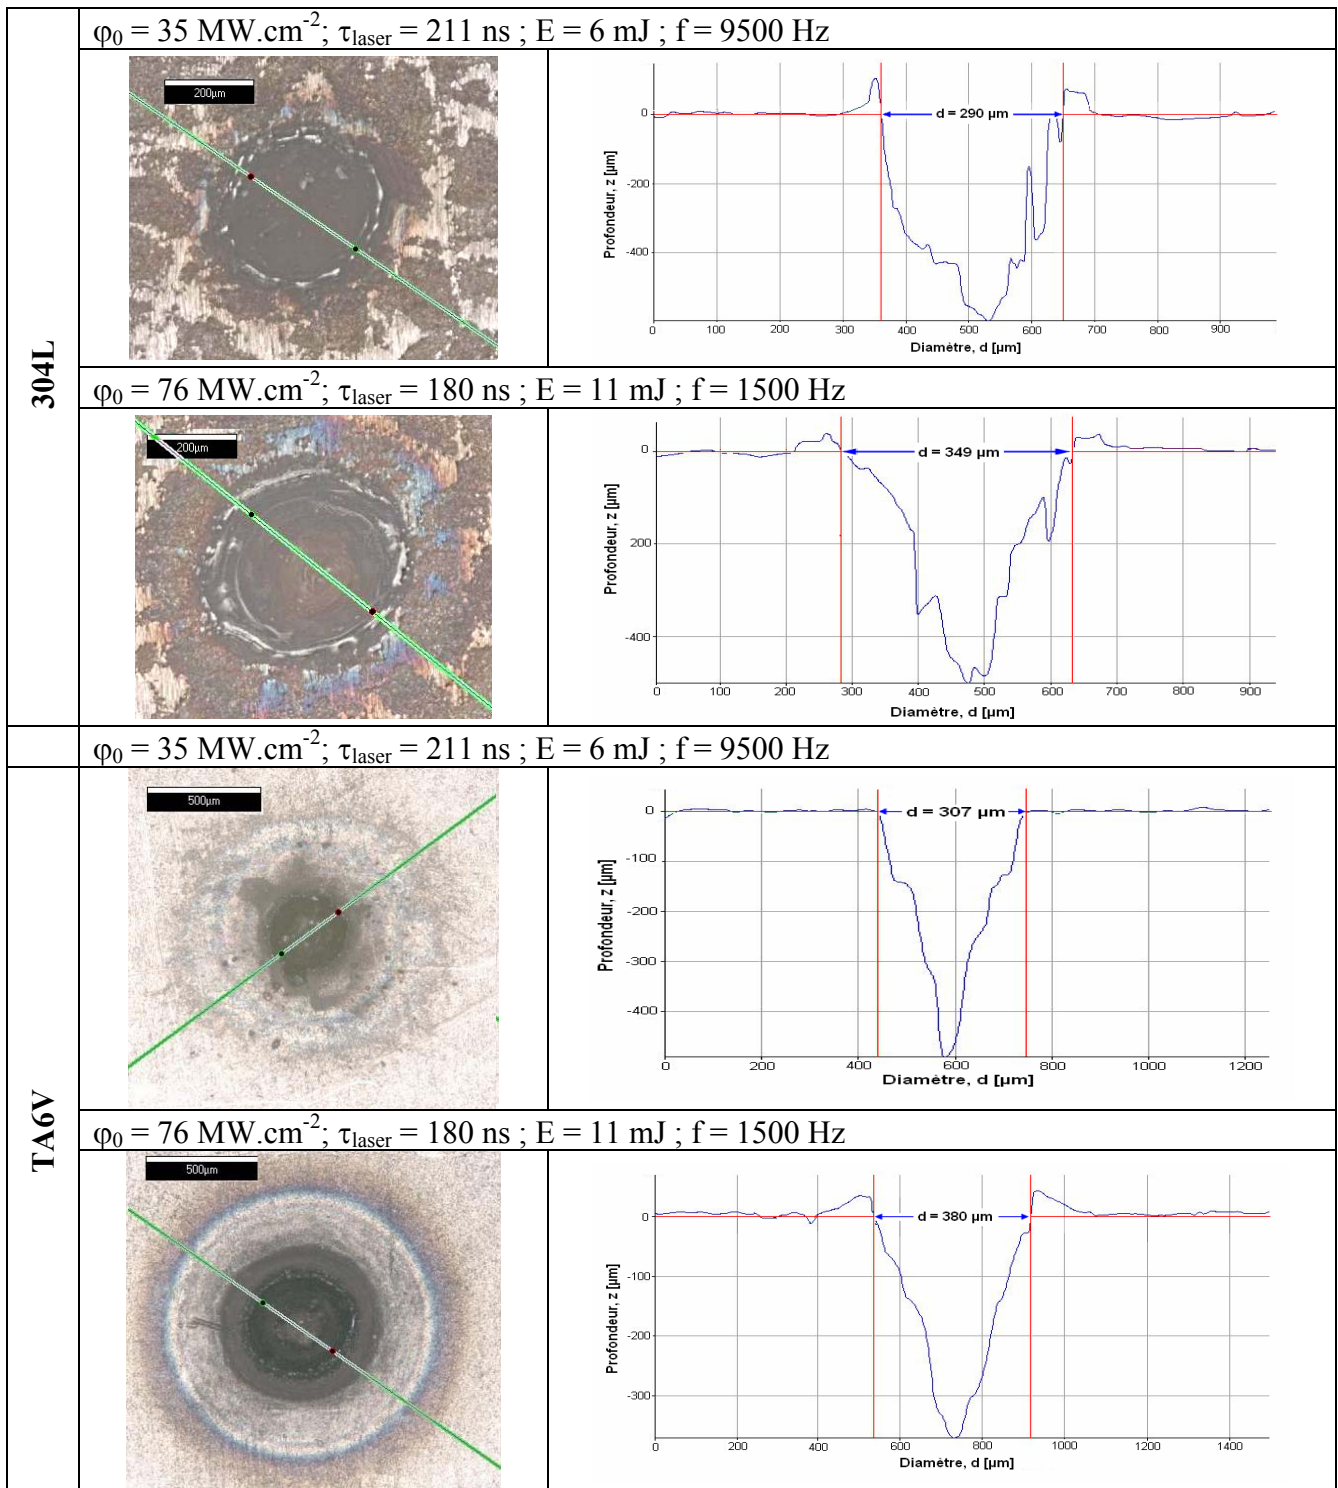 304L
φ₀ = 35 MW.cm⁻²; τlaser = 211 ns ; E = 6 mJ ; f = 9500 Hz
200µm
d = 290 µm
Profondeur, z [µm]
0
-200
-400
0 100 200 300 400 500 600 700 800 900
Diamètre, d [µm]
φ₀ = 76 MW.cm⁻²; τlaser = 180 ns ; E = 11 mJ ; f = 1500 Hz
200µm
d = 349 µm
Profondeur, z [µm]
0
200
-400
0 100 200 300 400 500 600 700 800 900
Diamètre, d [µm]
TA6V
φ₀ = 35 MW.cm⁻²; τlaser = 211 ns ; E = 6 mJ ; f = 9500 Hz
500µm
d = 307 µm
Profondeur, z [µm]
0
-100
-200
-300
-400
0 200 400 600 800 1000 1200
Diamètre, d [µm]
φ₀ = 76 MW.cm⁻²; τlaser = 180 ns ; E = 11 mJ ; f = 1500 Hz
500µm
d = 380 µm
Profondeur, z [µm]
0
-100
-200
-300
0 200 400 600 800 1000 1200 1400
Diamètre, d [µm]